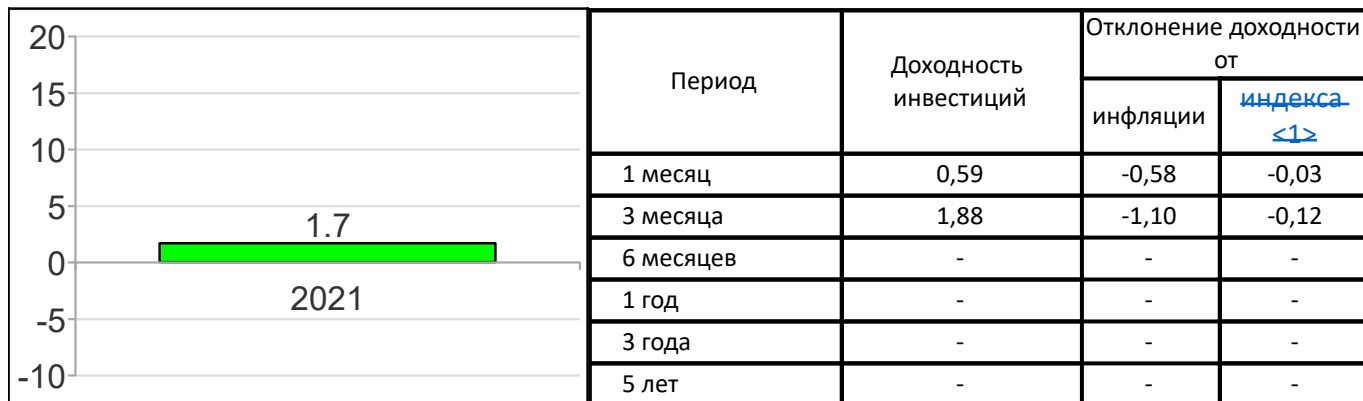 20
15
10
5
0
-5
-10
1.7
2021
Период
Доходность
инвестиций
Отклонение доходности
от
инфляции
индекса
<1>
1 месяц 0,59 -0,58 -0,03
3 месяца 1,88 -1,10 -0,12
6 месяцев - - -
1 год - - -
3 года - - -
5 лет - - -